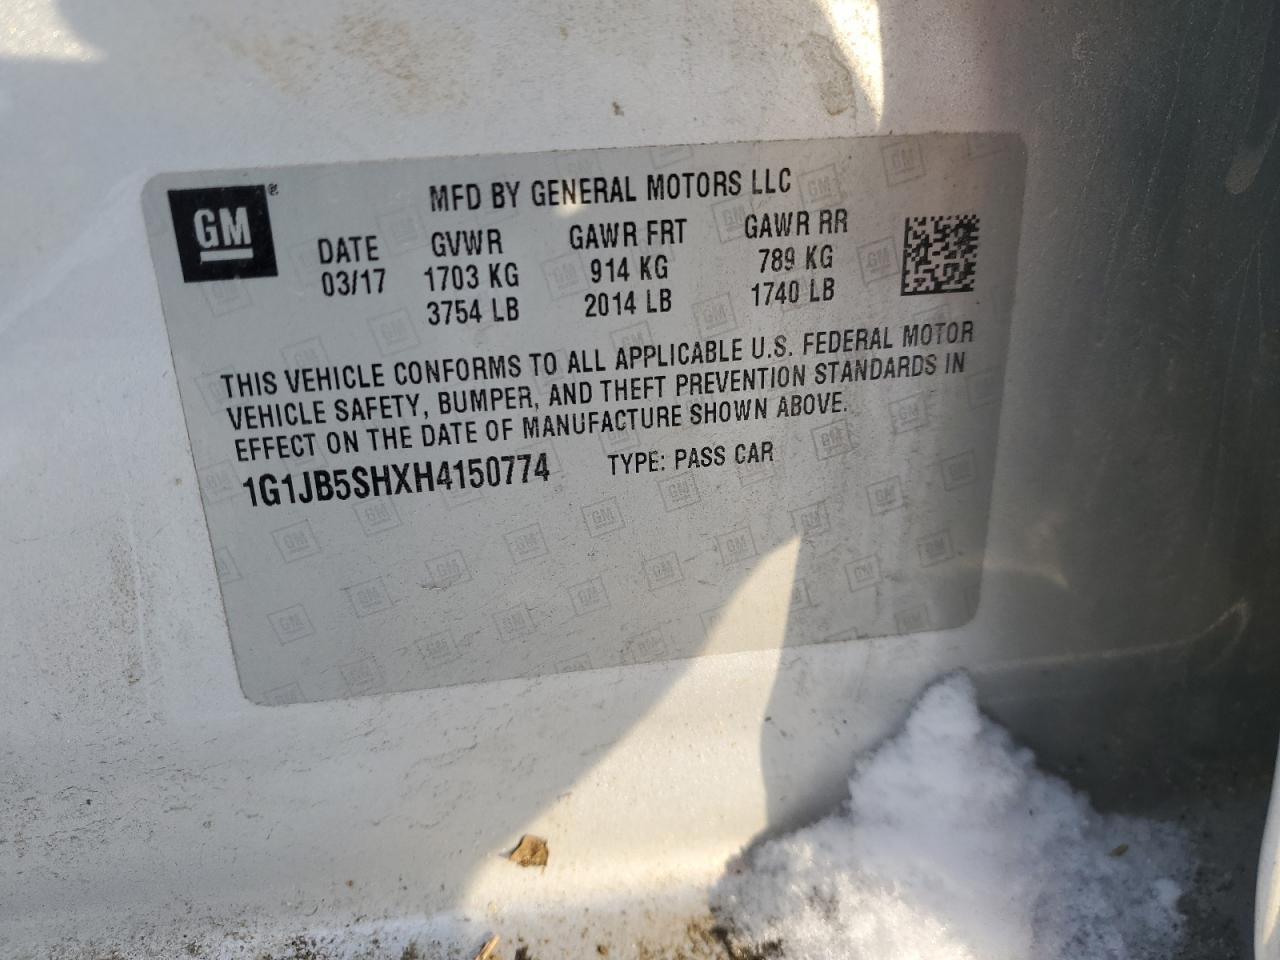 GM®
MFD BY GENERAL MOTORS LLC
DATE GVWR GAWR FRT GAWR RR
03/17 1703 KG 914 KG 789 KG
3754 LB 2014 LB 1740 LB
THIS VEHICLE CONFORMS TO ALL APPLICABLE U.S. FEDERAL MOTOR
VEHICLE SAFETY, BUMPER, AND THEFT PREVENTION STANDARDS IN
EFFECT ON THE DATE OF MANUFACTURE SHOWN ABOVE.
1G1JB5SHXH4150774 TYPE: PASS CAR